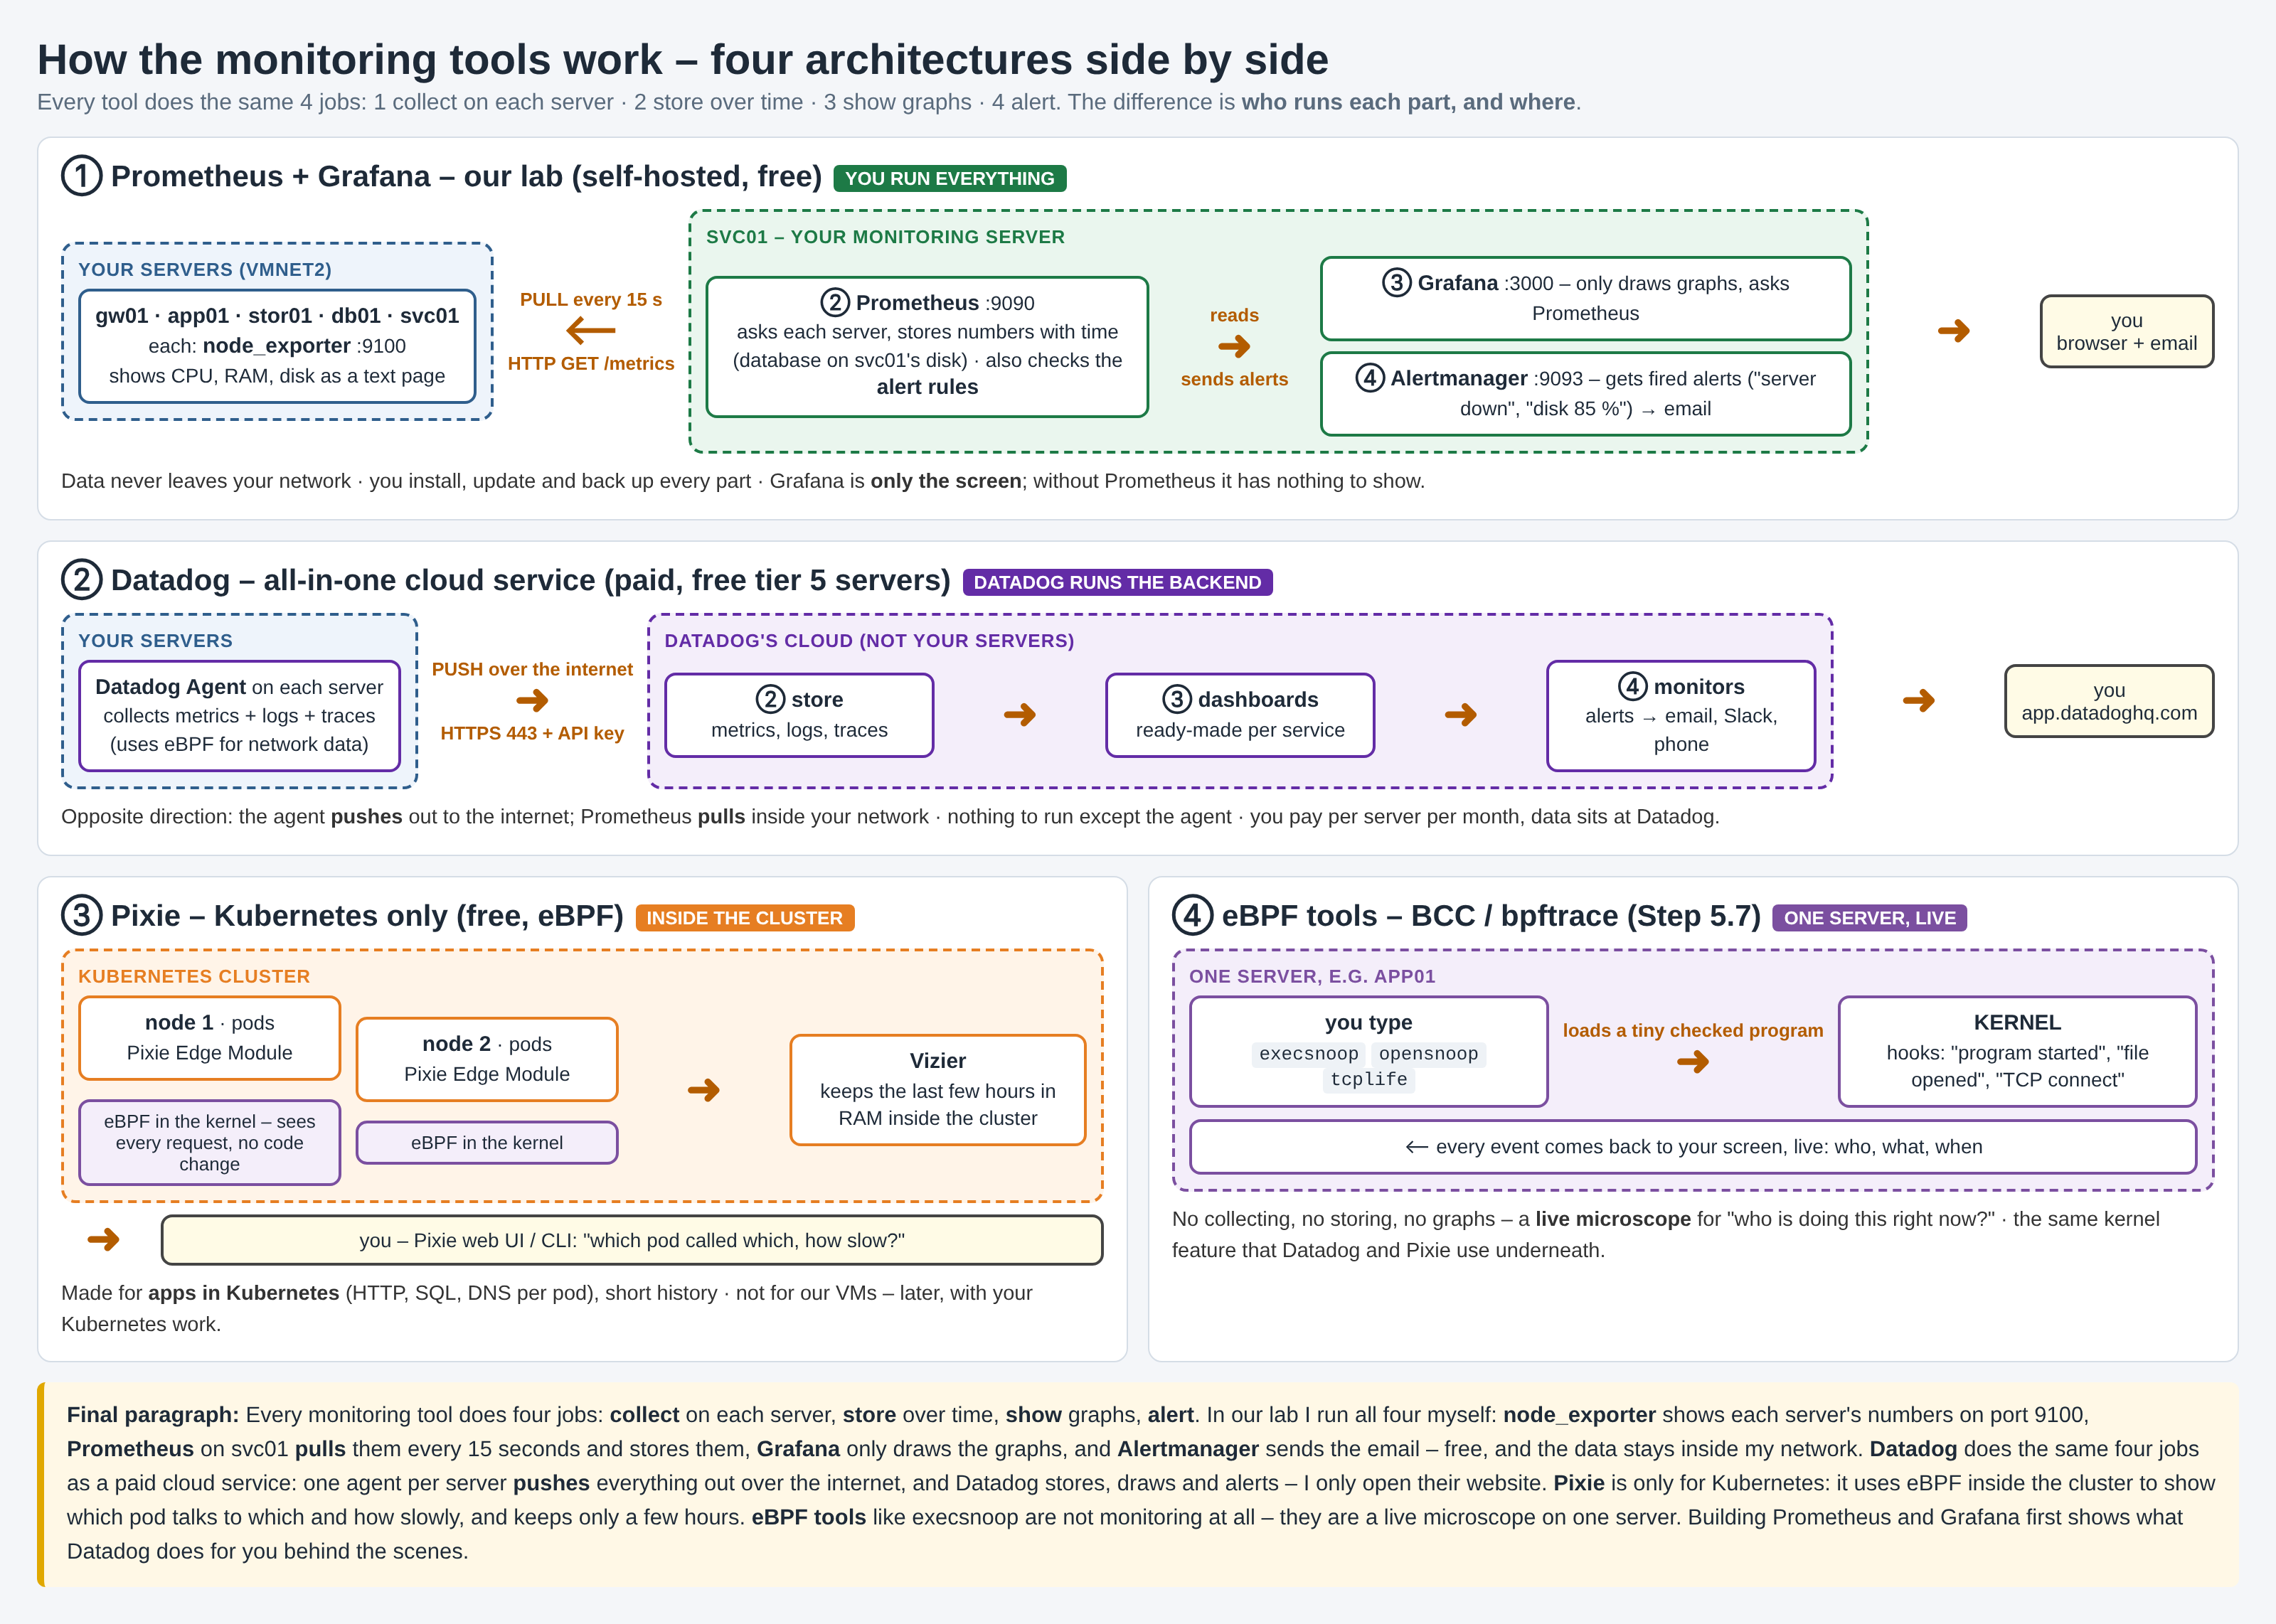 How the monitoring tools work – four architectures side by side
Every tool does the same 4 jobs: 1 collect on each server · 2 store over time · 3 show graphs · 4 alert. The difference is who runs each part, and where.
① Prometheus + Grafana – our lab (self-hosted, free) YOU RUN EVERYTHING
YOUR SERVERS (VMNET2)
gw01 · app01 · stor01 · db01 · svc01
each: node_exporter :9100
shows CPU, RAM, disk as a text page
PULL every 15 s
←
HTTP GET /metrics
SVC01 – YOUR MONITORING SERVER
② Prometheus :9090
asks each server, stores numbers with time
(database on svc01's disk) · also checks the
alert rules
reads
➜
sends alerts
③ Grafana :3000 – only draws graphs, asks
Prometheus
④ Alertmanager :9093 – gets fired alerts ("server
down", "disk 85 %") → email
➜
you
browser + email
Data never leaves your network · you install, update and back up every part · Grafana is only the screen; without Prometheus it has nothing to show.
② Datadog – all-in-one cloud service (paid, free tier 5 servers) DATADOG RUNS THE BACKEND
YOUR SERVERS
Datadog Agent on each server
collects metrics + logs + traces
(uses eBPF for network data)
PUSH over the internet
➜
HTTPS 443 + API key
DATADOG'S CLOUD (NOT YOUR SERVERS)
② store
metrics, logs, traces
➜
③ dashboards
ready-made per service
➜
④ monitors
alerts → email, Slack,
phone
➜
you
app.datadoghq.com
Opposite direction: the agent pushes out to the internet; Prometheus pulls inside your network · nothing to run except the agent · you pay per server per month, data sits at Datadog.
③ Pixie – Kubernetes only (free, eBPF) INSIDE THE CLUSTER
KUBERNETES CLUSTER
node 1 · pods
Pixie Edge Module
eBPF in the kernel – sees
every request, no code
change
node 2 · pods
Pixie Edge Module
eBPF in the kernel
➜
Vizier
keeps the last few hours in
RAM inside the cluster
➜
you – Pixie web UI / CLI: "which pod called which, how slow?"
Made for apps in Kubernetes (HTTP, SQL, DNS per pod), short history · not for our VMs – later, with your
Kubernetes work.
④ eBPF tools – BCC / bpftrace (Step 5.7) ONE SERVER, LIVE
ONE SERVER, E.G. APP01
you type
execsnoop opensnoop
tcplife
loads a tiny checked program
➜
KERNEL
hooks: "program started", "file
opened", "TCP connect"
← every event comes back to your screen, live: who, what, when
No collecting, no storing, no graphs – a live microscope for "who is doing this right now?" · the same kernel
feature that Datadog and Pixie use underneath.
Final paragraph: Every monitoring tool does four jobs: collect on each server, store over time, show graphs, alert. In our lab I run all four myself: node_exporter shows each server's numbers on port 9100,
Prometheus on svc01 pulls them every 15 seconds and stores them, Grafana only draws the graphs, and Alertmanager sends the email – free, and the data stays inside my network. Datadog does the same four jobs
as a paid cloud service: one agent per server pushes everything out over the internet, and Datadog stores, draws and alerts – I only open their website. Pixie is only for Kubernetes: it uses eBPF inside the cluster to show
which pod talks to which and how slowly, and keeps only a few hours. eBPF tools like execsnoop are not monitoring at all – they are a live microscope on one server. Building Prometheus and Grafana first shows what
Datadog does for you behind the scenes.